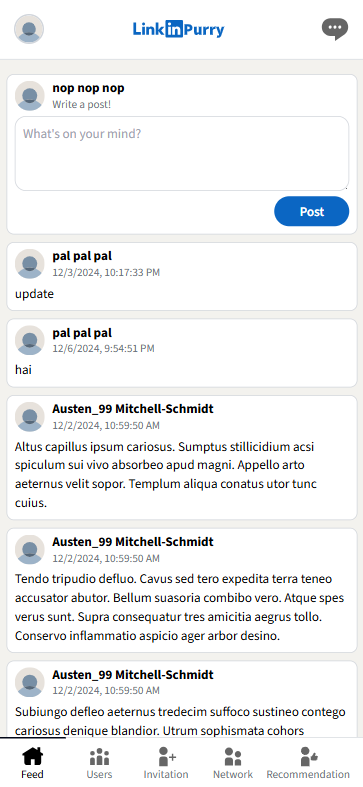 LinkinPurry
nop nop nop
Write a post!
What's on your mind?
Post
pal pal pal
12/3/2024, 10:17:33 PM
update
pal pal pal
12/6/2024, 9:54:51 PM
hai
Austen_99 Mitchell-Schmidt
12/2/2024, 10:59:50 AM
Altus capillus ipsum cariosus. Sumptus stillicidium acsi
spiculum sui vivo absorbeo apud magni. Appello arto
aeternus velit sopor. Templum aliqua conatus utor tunc
cuius.
Austen_99 Mitchell-Schmidt
12/2/2024, 10:59:50 AM
Tendo tripudio defluo. Cavus sed tero expedita terra teneo
accusator abutor. Bellum suasoria combibo vero. Atque spes
verus sunt. Supra consequatur tres amicitia aegrus tollo.
Conservo inflammatio aspicio ager arbor desino.
Austen_99 Mitchell-Schmidt
12/2/2024, 10:59:50 AM
Subiungo defleo aeternus tredecim suffoco sustineo contego
cariosus denique blandior. Utrum sophismata cohors
Feed
Users
Invitation
Network
Recommendation